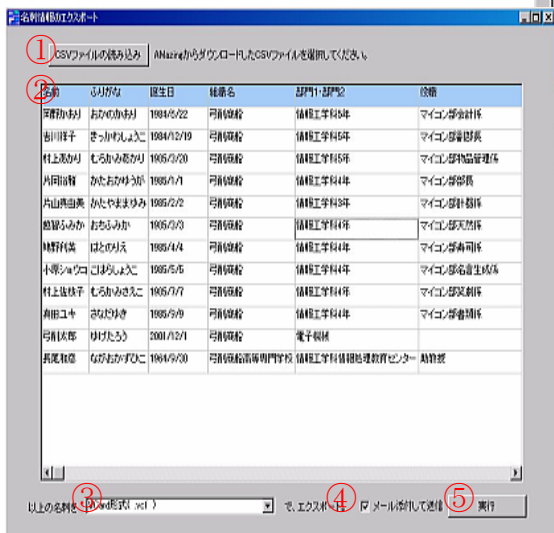 名刺情報のエクスポート
① CSVファイルの読み込み AMazingからダウンロードしたCSVファイルを選択してください。
②
名前 ふりがな 誕生日 組織名 部門1・部門2 役職
岡野かおり おかのかおり 1984/6/22 弓削商船 情報工学科5年 マイコン部会計係
吉川祥子 きっかわしょうこ 1984/12/19 弓削商船 情報工学科5年 マイコン部副部長
村上あかり むらかみあかり 1985/3/20 弓削商船 情報工学科5年 マイコン部物品管理係
片岡 かたおかゆうが 1985/1/1 弓削商船 情報工学科4年 マイコン部部長
片山真由美 かたやままゆみ 1985/2/2 弓削商船 情報工学科3年 マイコン部計器係
越智ふみか おちふみか 1985/3/3 弓削商船 情報工学科4年 マイコン部天然係
鳩野利英 はとのりえ 1985/4/4 弓削商船 情報工学科4年 マイコン部寿司係
小原ショウコ こはらしょうこ 1985/5/5 弓削商船 情報工学科4年 マイコン部名言生成係
村上佐枝子 むらかみさえこ 1985/7/7 弓削商船 情報工学科4年 マイコン部笑劇係
真田ユキ さなだゆき 1985/9/9 弓削商船 情報工学科4年 マイコン部書類係
弓削太郎 ゆげたろう 2001/12/1 弓削商船 電子機械
長尾和彦 ながおかずひこ 1964/9/30 弓削商船高等専門学校 情報工学科情報処理教育センター 助教授
以上の名刺を ③ vCard形式( .vcf ) で、エクスポート ④ メール添付して送信 ⑤ 実行